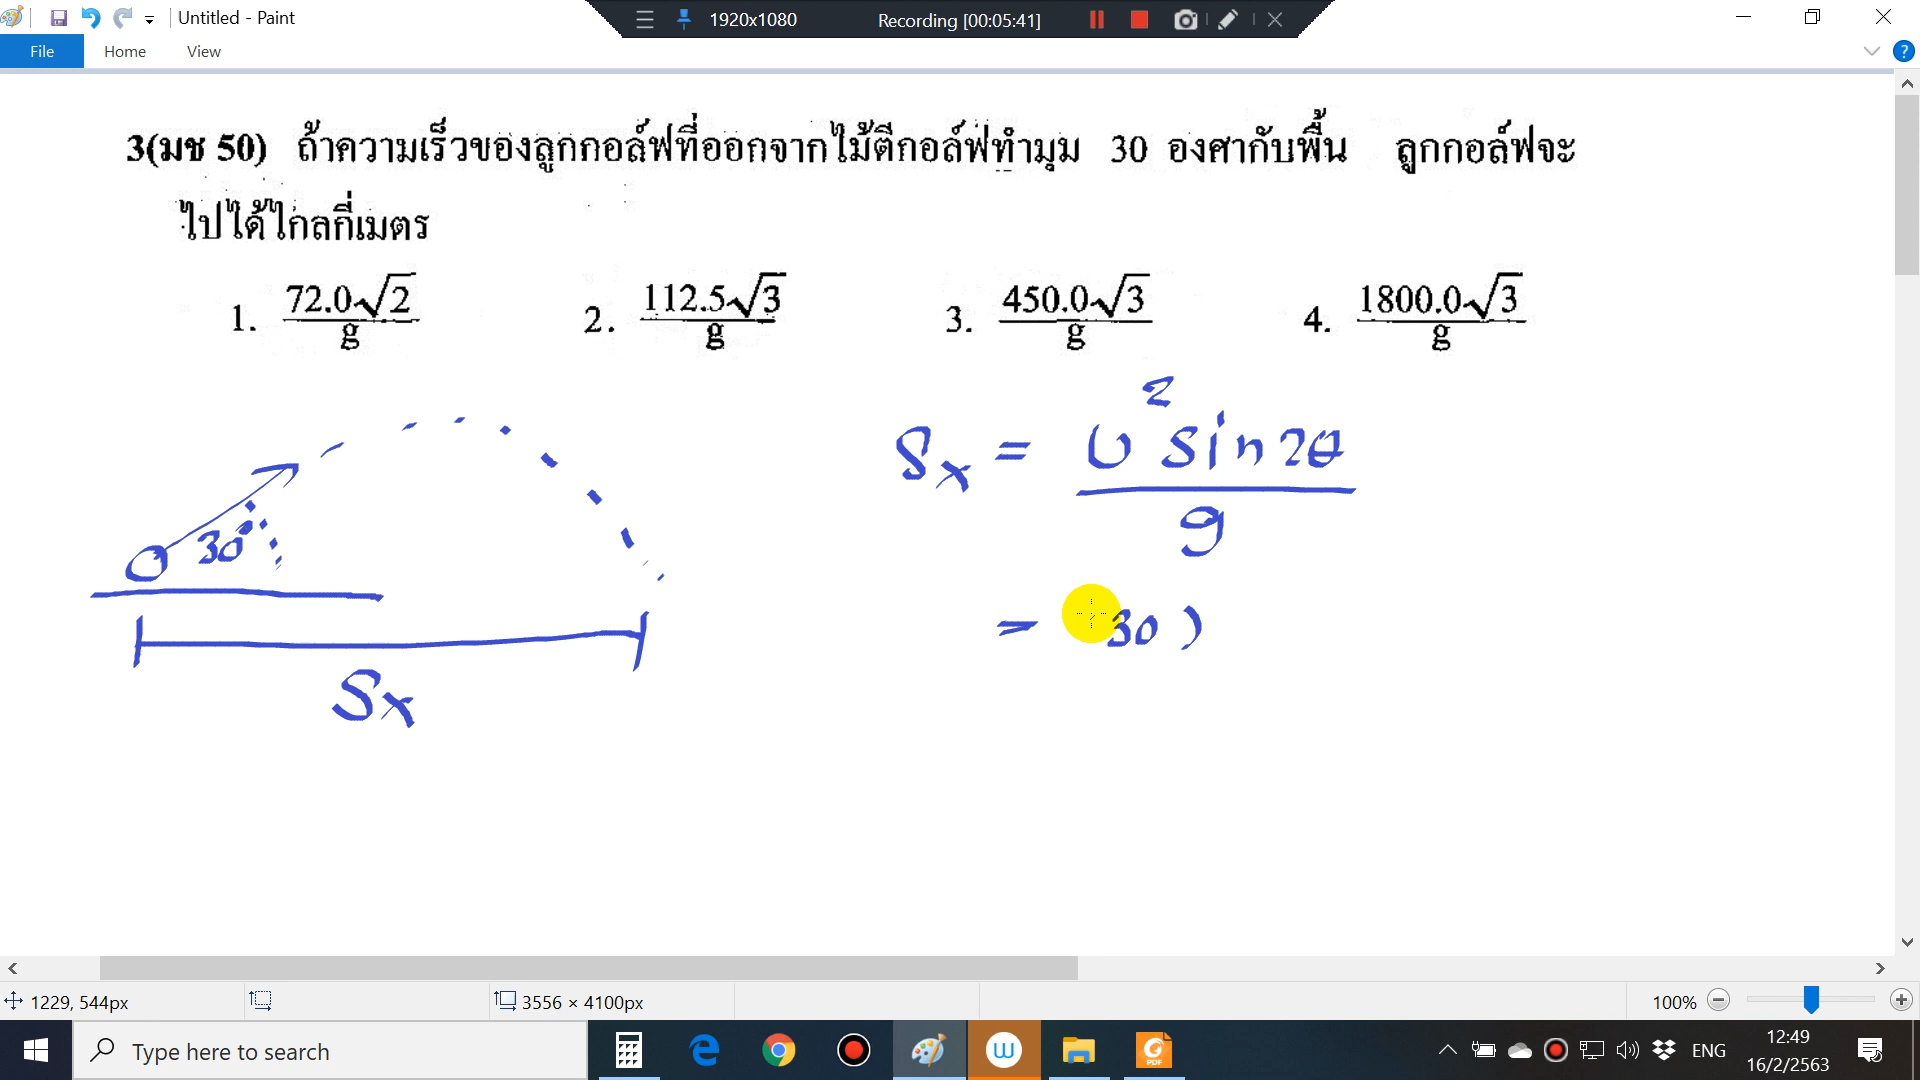 Untitled - Paint
1920x1080
Recording [00:05:41]
File Home View
3(มช 50) ถ้าความเร็วของลูกกอล์ฟที่ออกจากไม้ตีกอล์ฟทำมุม 30 องศากับพื้น ลูกกอล์ฟจะ
ไปได้ไกลกี่เมตร
1. 72.0√2/g 2. 112.5√3/g 3. 450.0√3/g 4. 1800.0√3/g
Sx = U² sin2θ
g
30°
= 30 )
Sx
1229, 544px
3556 × 4100px
100%
Type here to search
ENG
12:49
16/2/2563